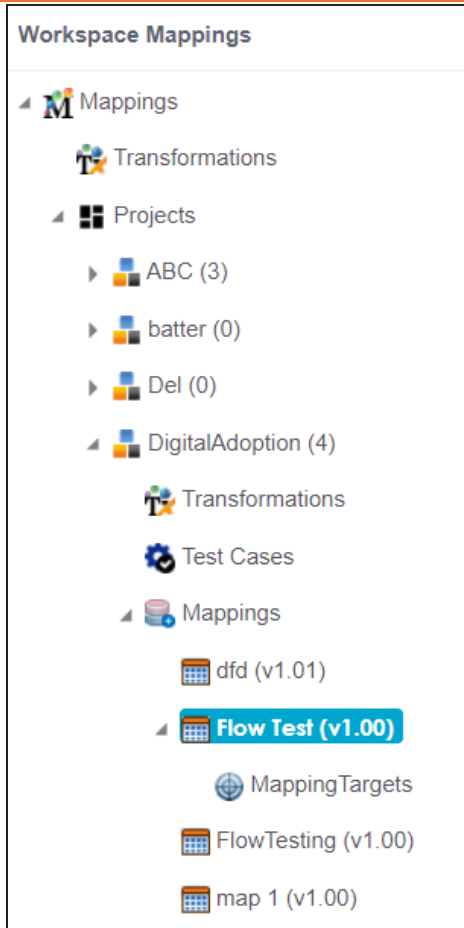 Workspace Mappings
Mappings
Transformations
Projects
ABC (3)
batter (0)
Del (0)
DigitalAdoption (4)
Transformations
Test Cases
Mappings
dfd (v1.01)
Flow Test (v1.00)
MappingTargets
FlowTesting (v1.00)
map 1 (v1.00)